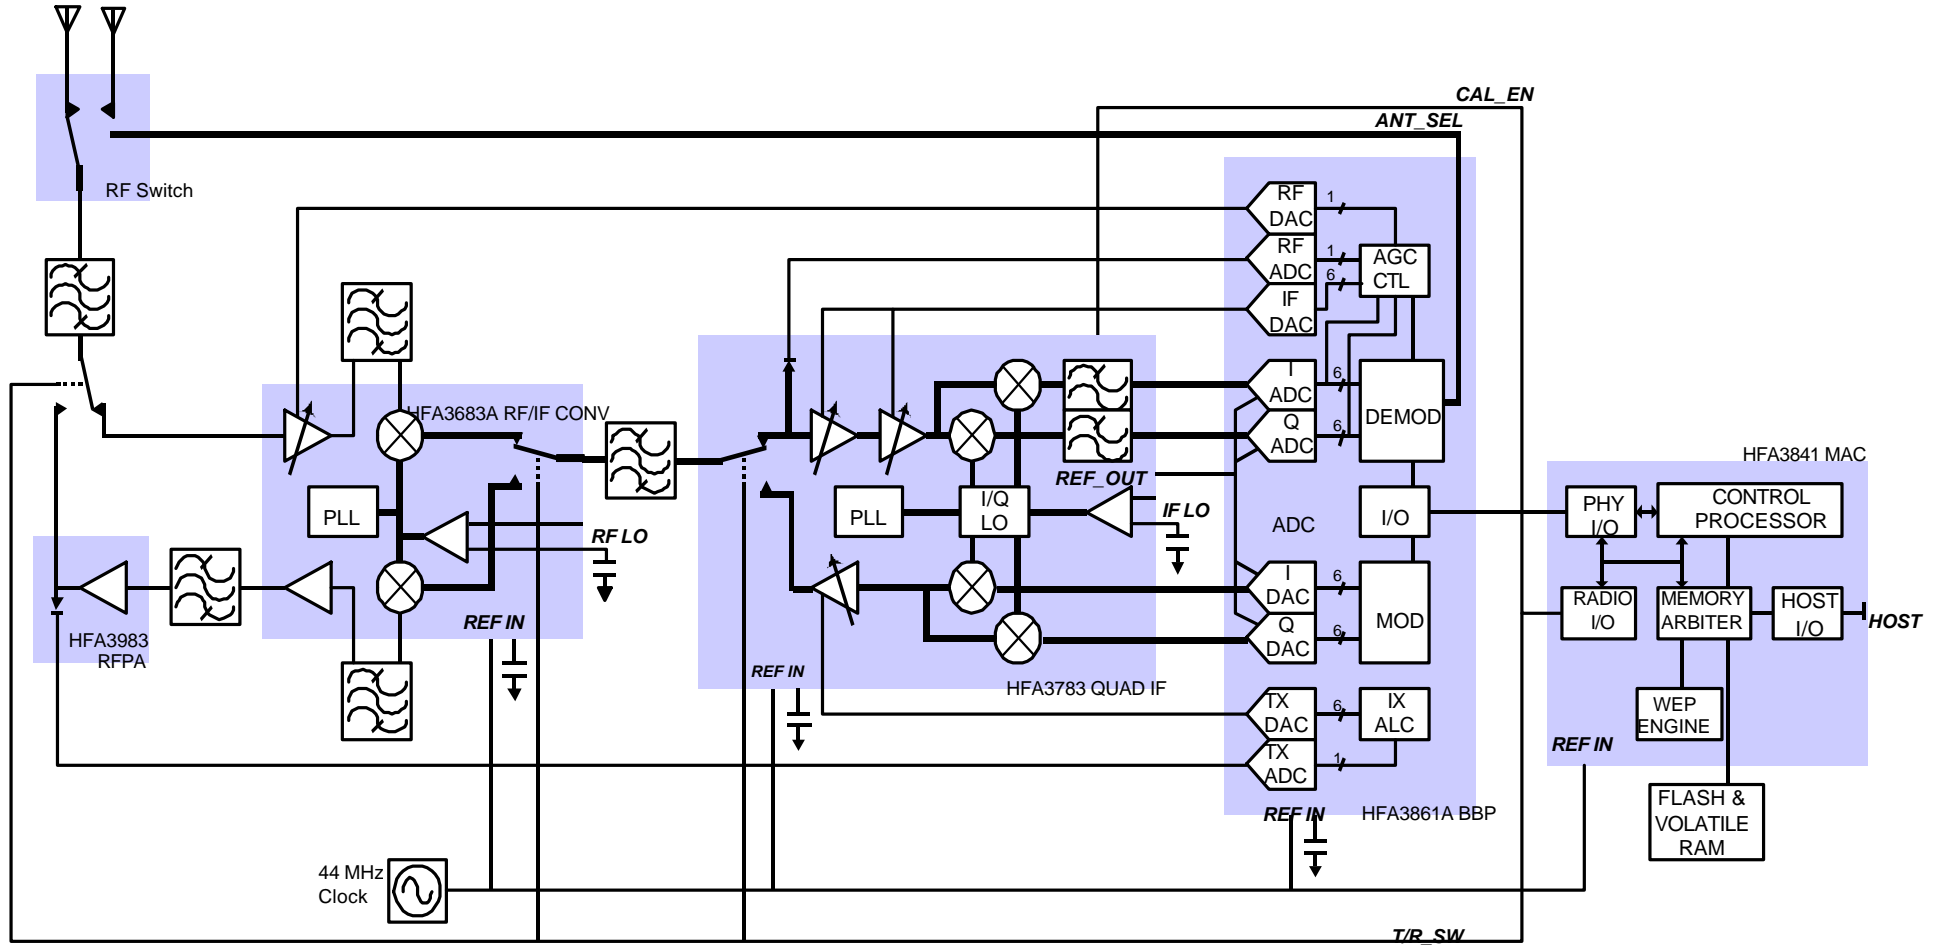 CAL_EN
ANT_SEL
RF Switch
RF
DAC
1
RF
ADC
1
6
IF
DAC
AGC
CTL
HFA3683A RF/IF CONV
I
ADC
6
Q
ADC
6
DEMOD
REF_OUT
HFA3841 MAC
PLL
RF LO
PLL
I/Q
LO
IF LO
ADC
I/O
PHY
I/O
CONTROL
PROCESSOR
I
DAC
6
Q
DAC
6
MOD
RADIO
I/O
MEMORY
ARBITER
HOST
I/O
HOST
HFA3983
RFPA
REF IN
REF IN
HFA3783 QUAD IF
TX
DAC
6
IX
ALC
TX
ADC
1
WEP
ENGINE
REF IN
FLASH &
VOLATILE
RAM
REF IN
HFA3861A BBP
44 MHz
Clock
T/R_SW